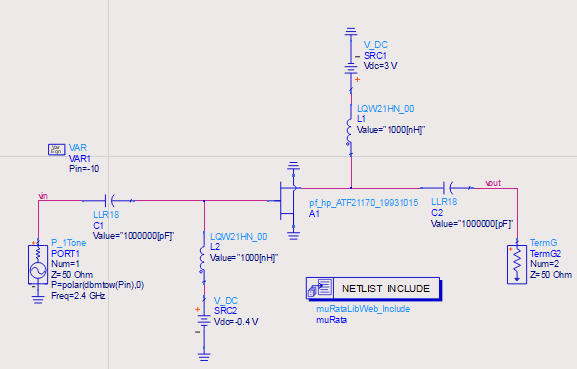 V_DC
SRC1
Vdc=3 V
LQW21HN_00
L1
Value="1000[nH]"
VAR
VAR1
Pin=-10
vin
LLR18
C1
Value="1000000[pF]"
pf_hp_ATF21170_19931015
A1
vout
LLR18
C2
Value="1000000[pF]"
P_1Tone
PORT1
Num=1
Z=50 Ohm
P=polar(dbmtow(Pin),0)
Freq=2.4 GHz
LQW21HN_00
L2
Value="1000[nH]"
V_DC
SRC2
Vdc=-0.4 V
NETLIST INCLUDE
muRataLibWeb_Include
muRata
TermG
TermG2
Num=2
Z=50 Ohm